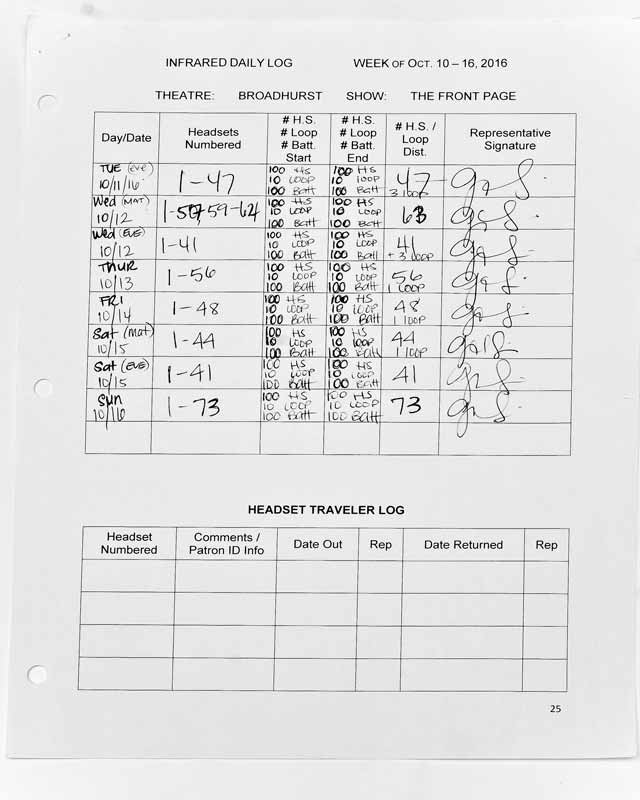 INFRARED DAILY LOG WEEK OF OCT. 10 – 16, 2016
THEATRE: BROADHURST SHOW: THE FRONT PAGE
Day/Date Headsets Numbered # H.S. # Loop # Batt. Start # H.S. # Loop # Batt. End # H.S. / Loop Dist. Representative Signature
TUE (eve) 10/11/16 1-47 100 HS 10 LOOP 100 Batt 100 HS 10 LOOP 100 Batt 47 3 LOOP
Wed (MAT) 10/12 59-64 100 HS 10 LOOP 100 Batt 100 HS 10 LOOP 100 Batt 63
Wed (EVE) 10/12 1-41 100 HS 10 LOOP 100 Batt 100 HS 10 LOOP 100 Batt 41 + 3 LOOP
THUR 10/13 1-56 100 HS 10 LOOP 100 Batt 100 HS 10 LOOP 100 Batt 56 1 LOOP
FRI 10/14 1-48 100 HS 10 LOOP 100 Batt 100 HS 10 LOOP 100 Batt 48 1 LOOP
Sat (mat) 10/15 1-44 100 HS 10 LOOP 100 Batt 100 HS 10 LOOP 100 Batt 44 1 LOOP
Sat (EVE) 10/15 1-41 100 HS 10 LOOP 100 Batt 100 HS 10 LOOP 100 Batt 41
Sun 10/16 1-73 100 HS 10 LOOP 100 Batt 100 HS 10 LOOP 100 Batt 73
HEADSET TRAVELER LOG
Headset Numbered Comments / Patron ID Info Date Out Rep Date Returned Rep
25